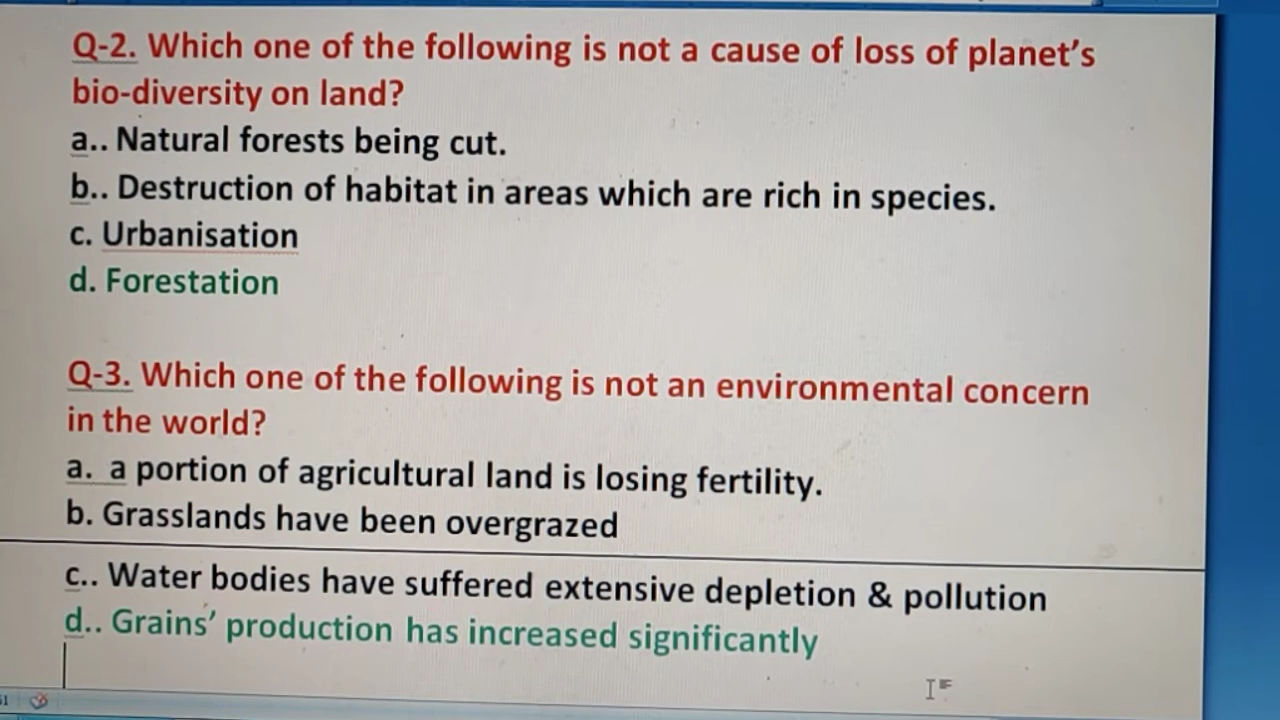 Q-2. Which one of the following is not a cause of loss of planet's
bio-diversity on land?
a.. Natural forests being cut.
b.. Destruction of habitat in areas which are rich in species.
c. Urbanisation
d. Forestation
Q-3. Which one of the following is not an environmental concern
in the world?
a. a portion of agricultural land is losing fertility.
b. Grasslands have been overgrazed
c.. Water bodies have suffered extensive depletion & pollution
d.. Grains' production has increased significantly